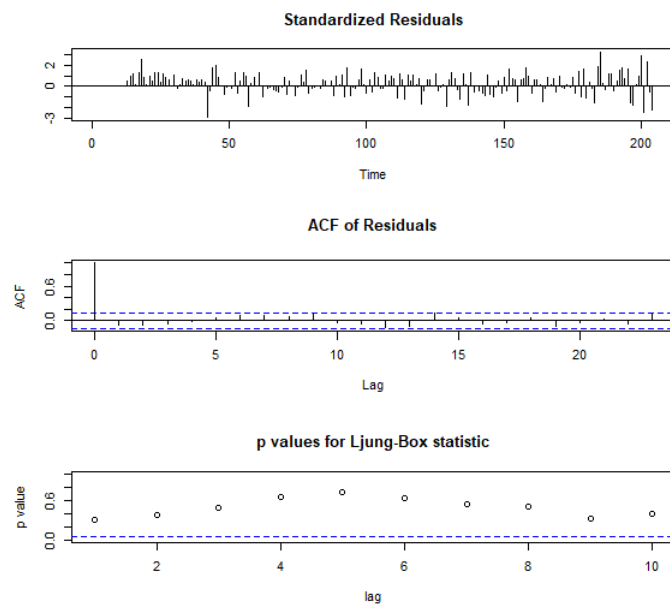 Standardized Residuals
2
0
-3
0 50 100 150 200
Time
ACF of Residuals
ACF
0.6
0.0
0 5 10 15 20
Lag
p values for Ljung-Box statistic
p value
0.6
0.0
2 4 6 8 10
lag